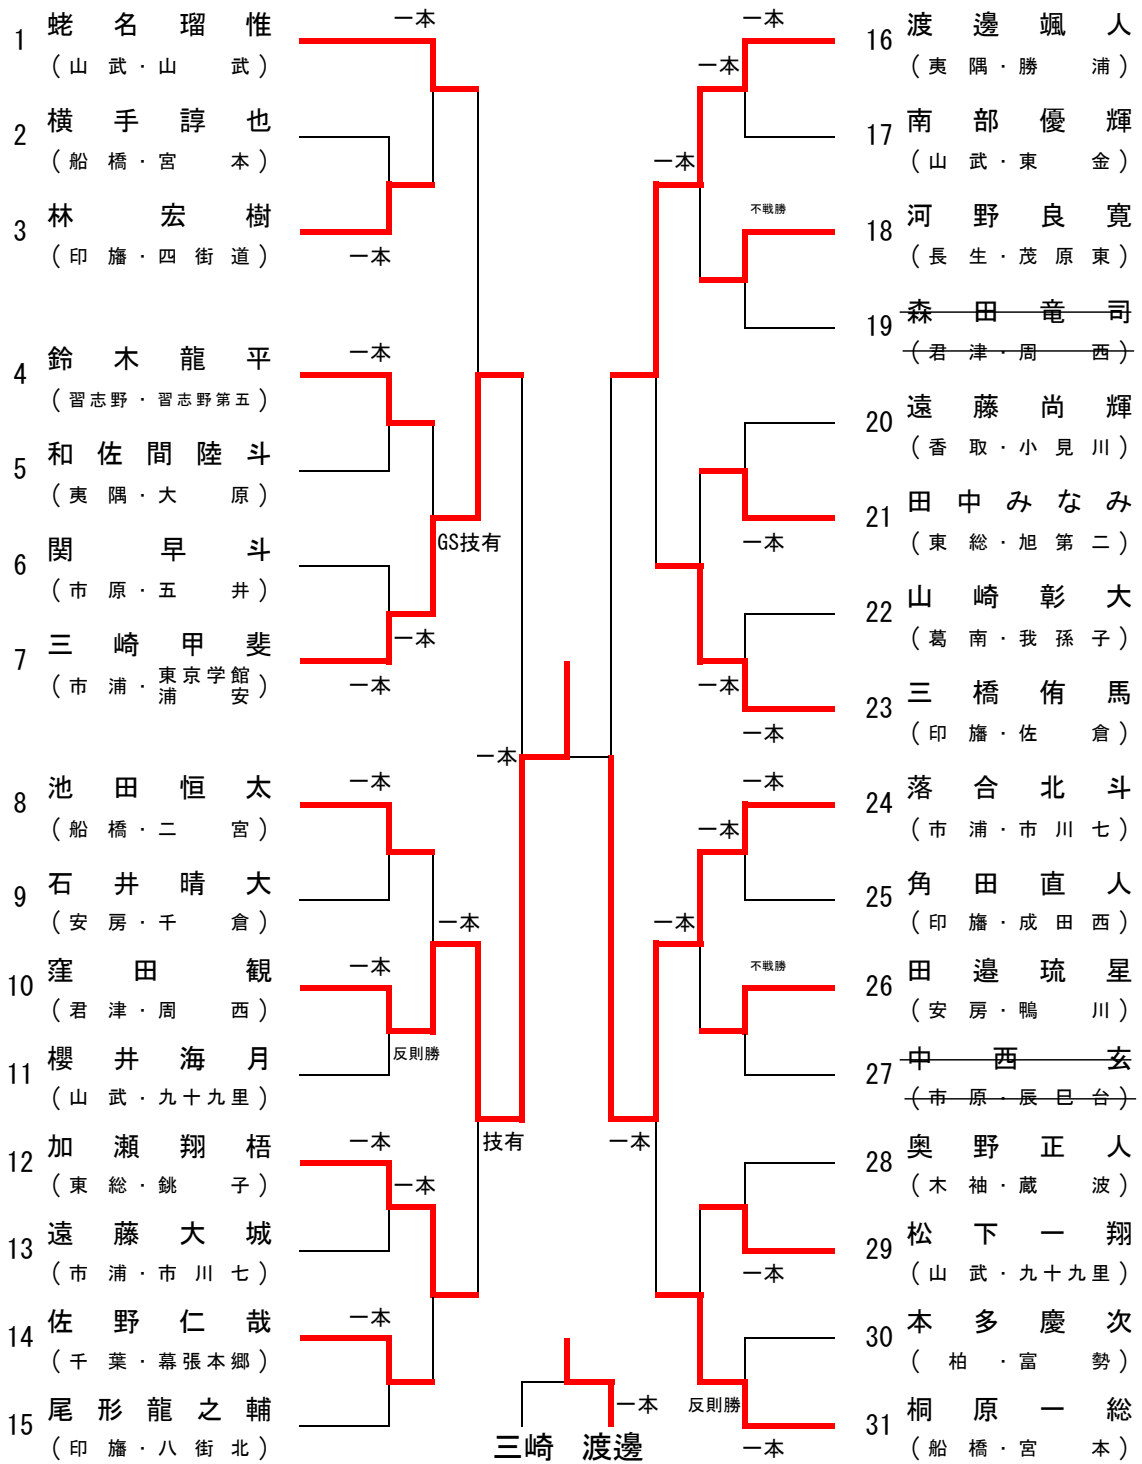 1 蛯名瑠惟
(山武・山武)
一本
2 横手諄也
(船橋・宮本)
3 林宏樹
(印旛・四街道)
一本
4 鈴木龍平
(習志野・習志野第五)
一本
5 和佐間陸斗
(夷隅・大原)
GS技有
6 関早斗
(市原・五井)
一本
7 三崎甲斐
(市浦・東京学館浦安)
一本
一本
8 池田恒太
(船橋・二宮)
一本
9 石井晴大
(安房・千倉)
一本
10 窪田観
(君津・周西)
一本
反則勝
11 櫻井海月
(山武・九十九里)
技有
12 加瀬翔梧
(東総・銚子)
一本
一本
13 遠藤大城
(市浦・市川七)
14 佐野仁哉
(千葉・幕張本郷)
一本
15 尾形龍之輔
(印旛・八街北)
一本
三崎 渡邊
一本
16 渡邊颯人
(夷隅・勝浦)
一本
17 南部優輝
(山武・東金)
一本
不戦勝
18 河野良寛
(長生・茂原東)
19 森田竜司
(君津・周西)
20 遠藤尚輝
(香取・小見川)
21 田中みなみ
(東総・旭第二)
一本
22 山崎彰大
(葛南・我孫子)
一本
23 三橋侑馬
(印旛・佐倉)
一本
一本
24 落合北斗
(市浦・市川七)
一本
25 角田直人
(印旛・成田西)
一本
不戦勝
26 田邉琉星
(安房・鴨川)
27 中西玄
(市原・辰巳台)
一本
28 奥野正人
(木袖・蔵波)
29 松下一翔
(山武・九十九里)
一本
30 本多慶次
(柏・富勢)
反則勝
31 桐原一総
(船橋・宮本)
一本